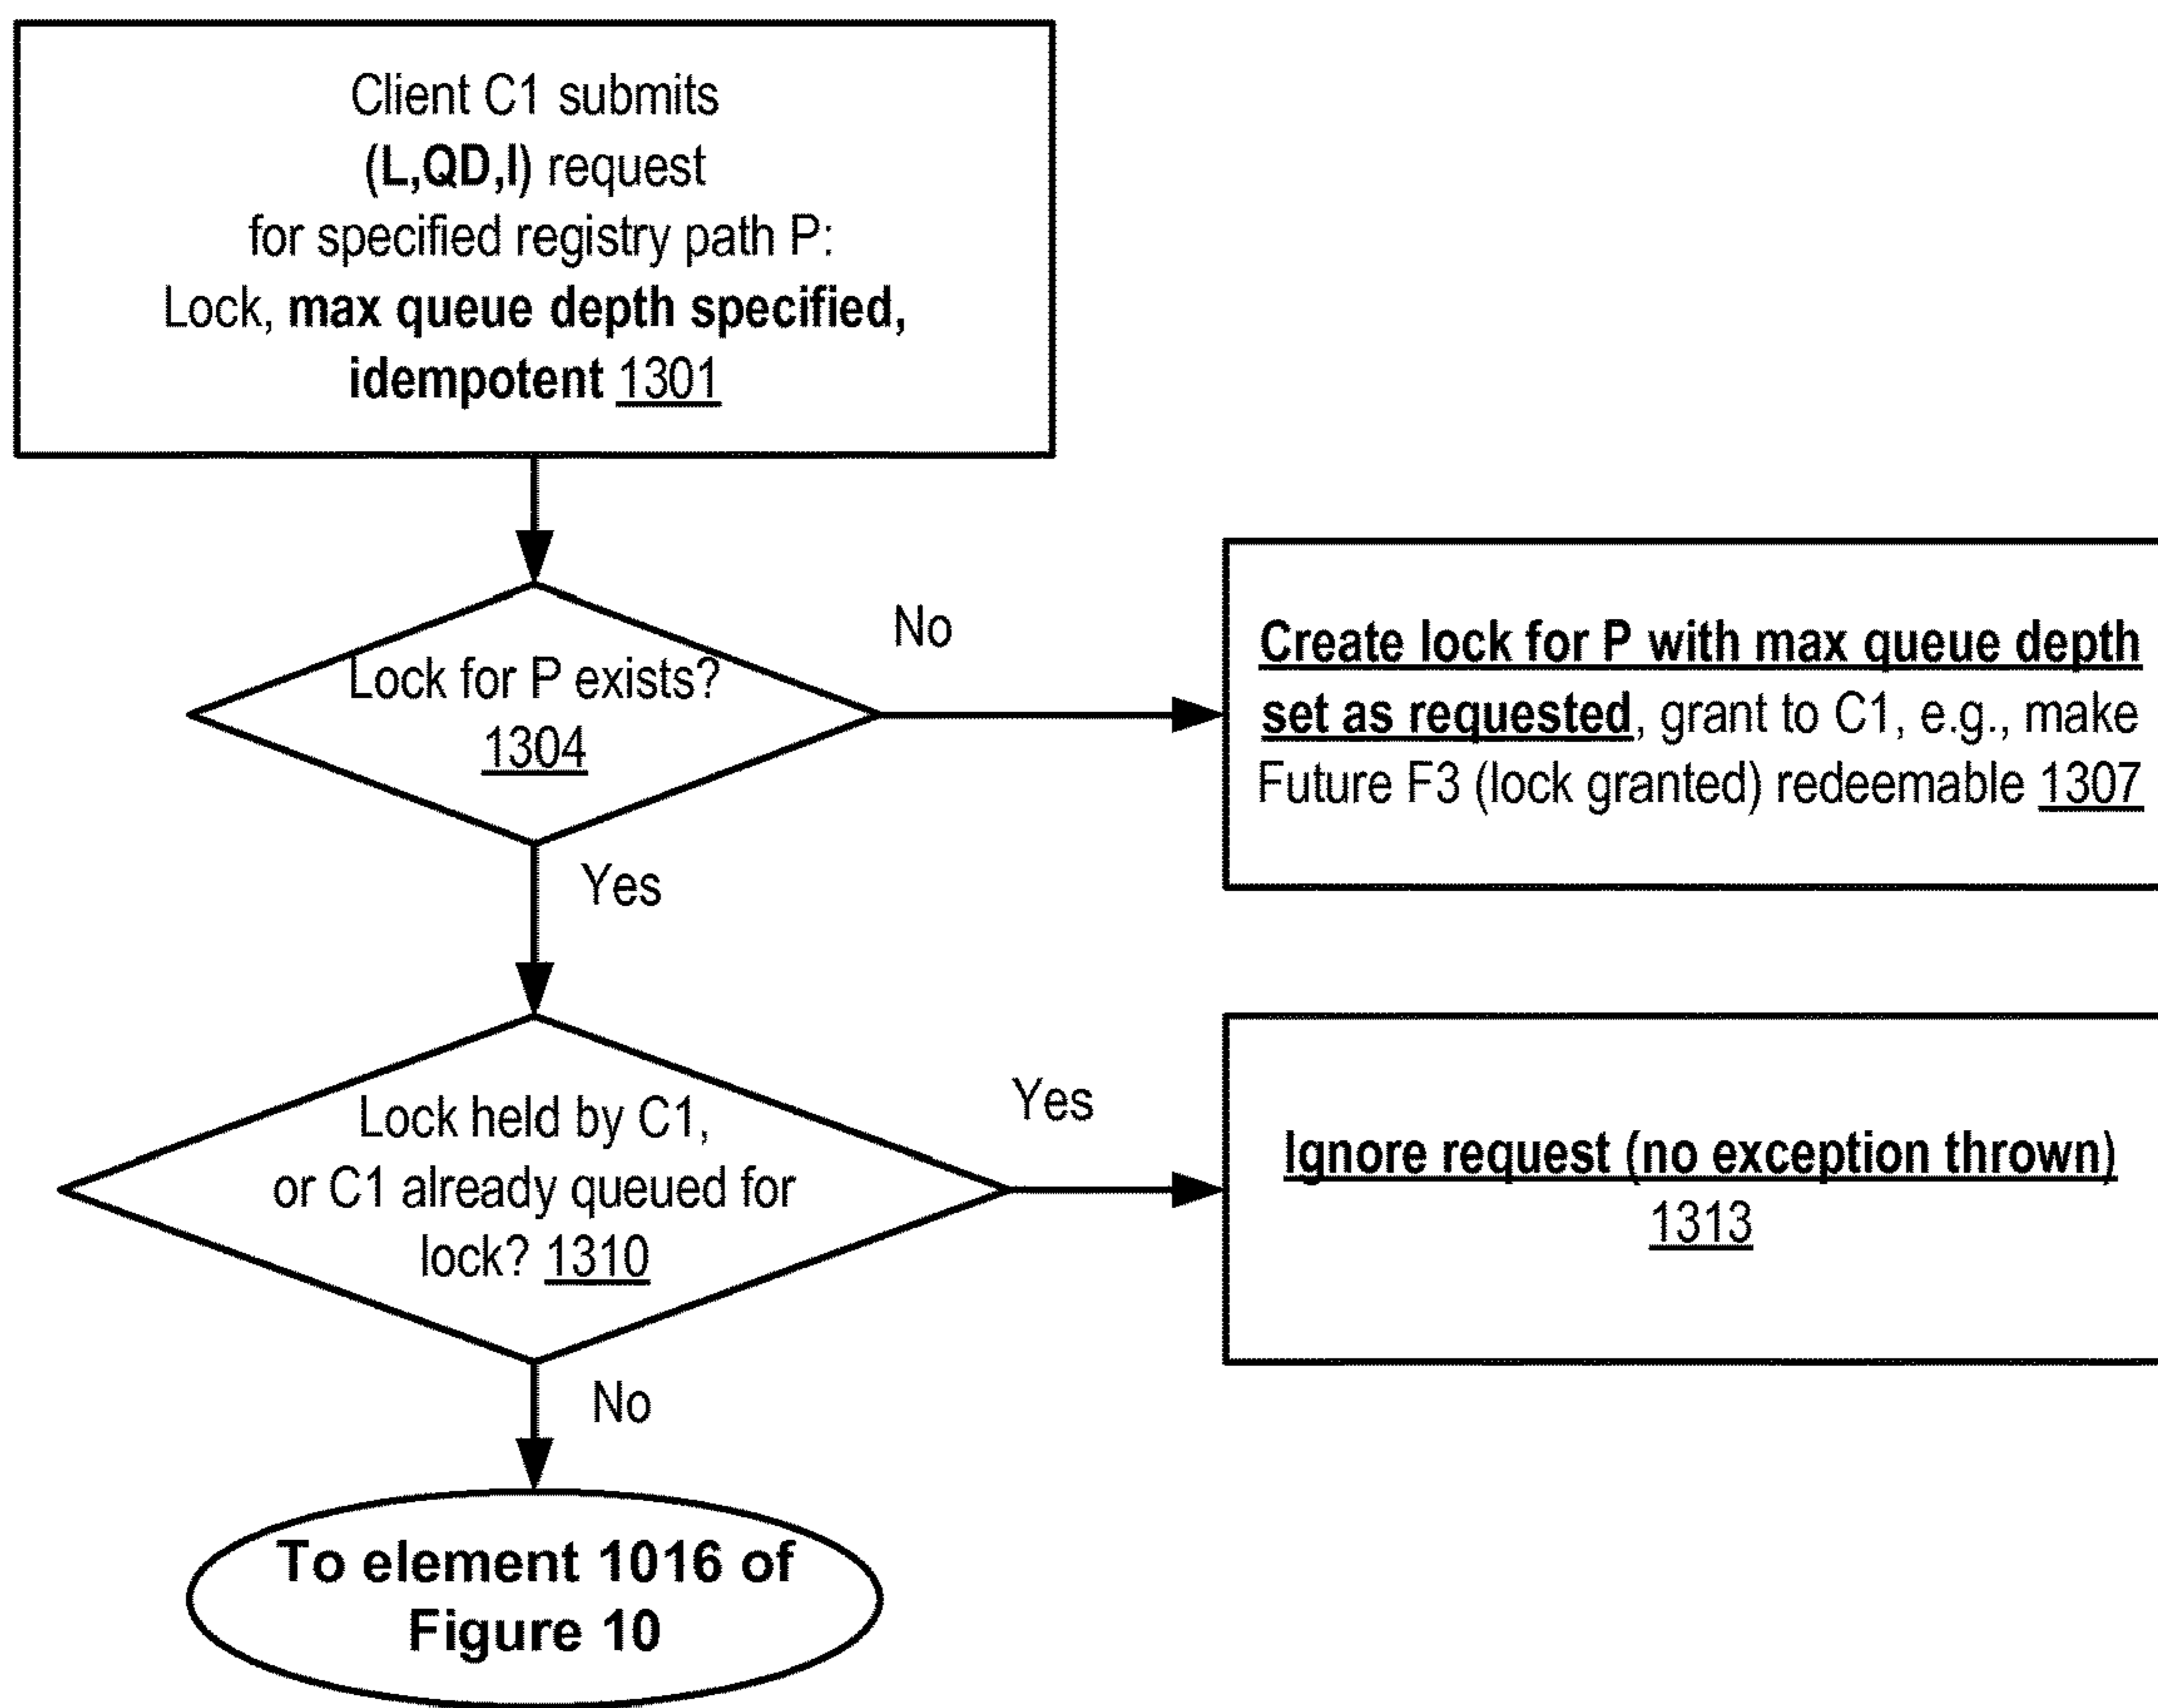 Client C1 submits
(L,QD,I) request
for specified registry path P:
Lock, max queue depth specified,
idempotent 1301
No
Lock for P exists?
1304
Create lock for P with max queue depth
set as requested, grant to C1, e.g., make
Future F3 (lock granted) redeemable 1307
Yes
Lock held by C1,
or C1 already queued for
lock? 1310
Yes
Ignore request (no exception thrown)
1313
No
To element 1016 of
Figure 10